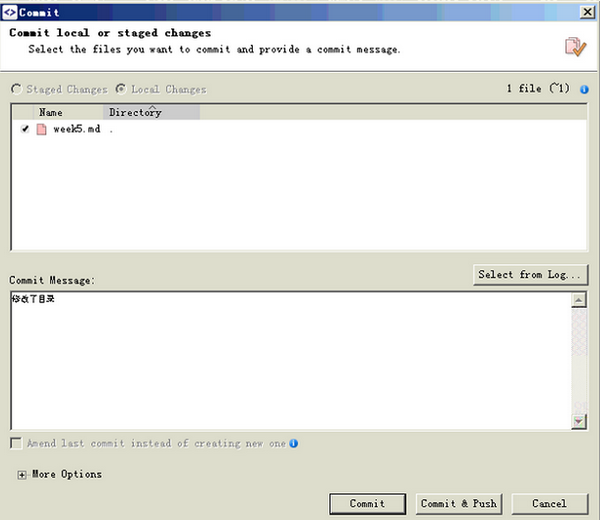 Commit
Commit local or staged changes
Select the files you want to commit and provide a commit message.
Staged Changes Local Changes 1 file (~1)
Name Directory
week5.md .
Select from Log...
Commit Message:
修改了目录
Amend last commit instead of creating new one
More Options
Commit Commit & Push Cancel